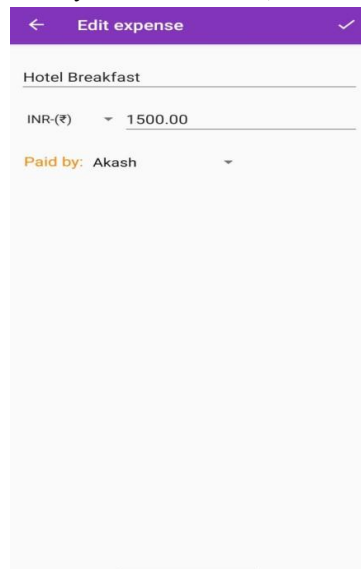 Edit expense
Hotel Breakfast
INR-(₹) 1500.00
Paid by: Akash